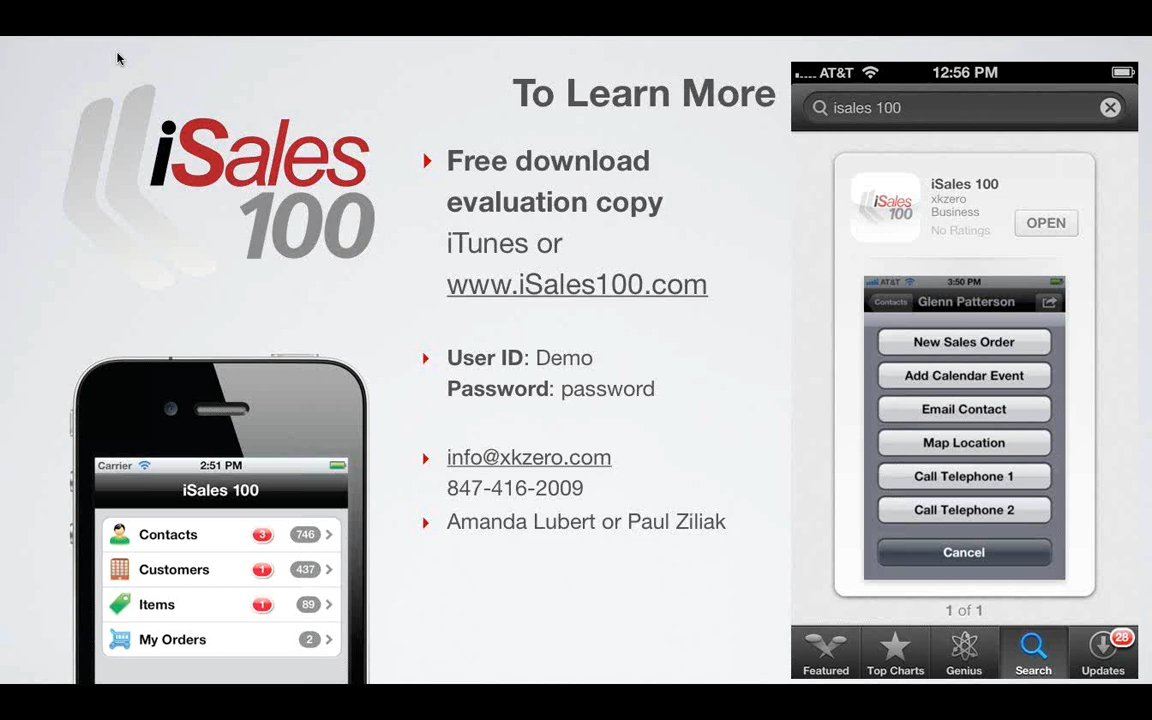 iSales
100
To Learn More
Free download
evaluation copy
iTunes or
www.iSales100.com
User ID: Demo
Password: password
info@xkzero.com
847-416-2009
Amanda Lubert or Paul Ziliak
Carrier 2:51 PM
iSales 100
Contacts 3 746
Customers 1 437
Items 1 89
My Orders 2
AT&T 12:56 PM
isales 100
iSales
100
iSales 100
xkzero
Business
No Ratings
OPEN
AT&T 3:50 PM
Contacts Glenn Patterson
New Sales Order
Add Calendar Event
Email Contact
Map Location
Call Telephone 1
Call Telephone 2
Cancel
1 of 1
28
Featured Top Charts Genius Search Updates